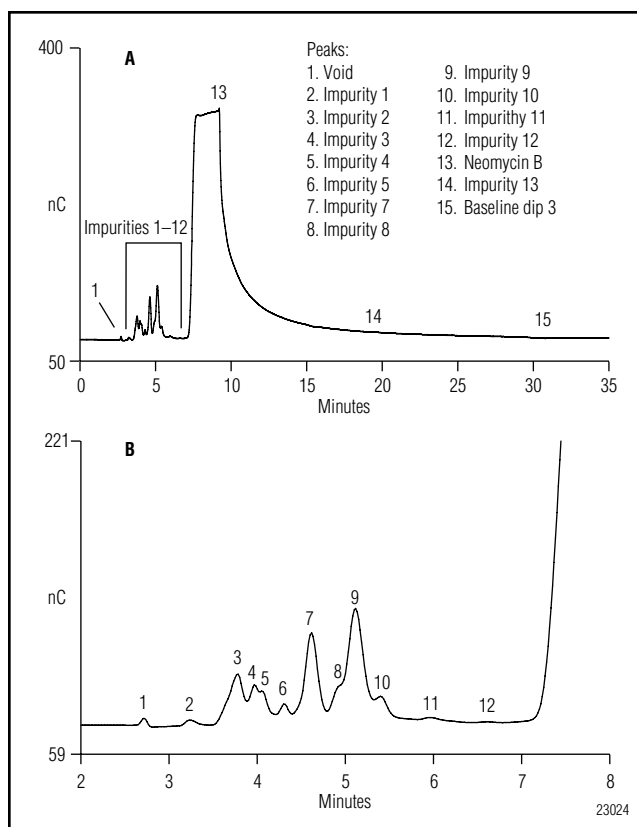 400
A
Peaks:
1. Void
2. Impurity 1
3. Impurity 2
4. Impurity 3
5. Impurity 4
6. Impurity 5
7. Impurity 7
8. Impurity 8
9. Impurity 9
10. Impurity 10
11. Impurithy 11
12. Impurity 12
13. Neomycin B
14. Impurity 13
15. Baseline dip 3
13
nC
Impurities 1–12
1
14
15
50
0 5 10 15 20 25 30 35
Minutes
221
B
nC
9
7
3
8
4
5
10
6
1
2
11
12
59
2 3 4 5 6 7 8
Minutes
23024